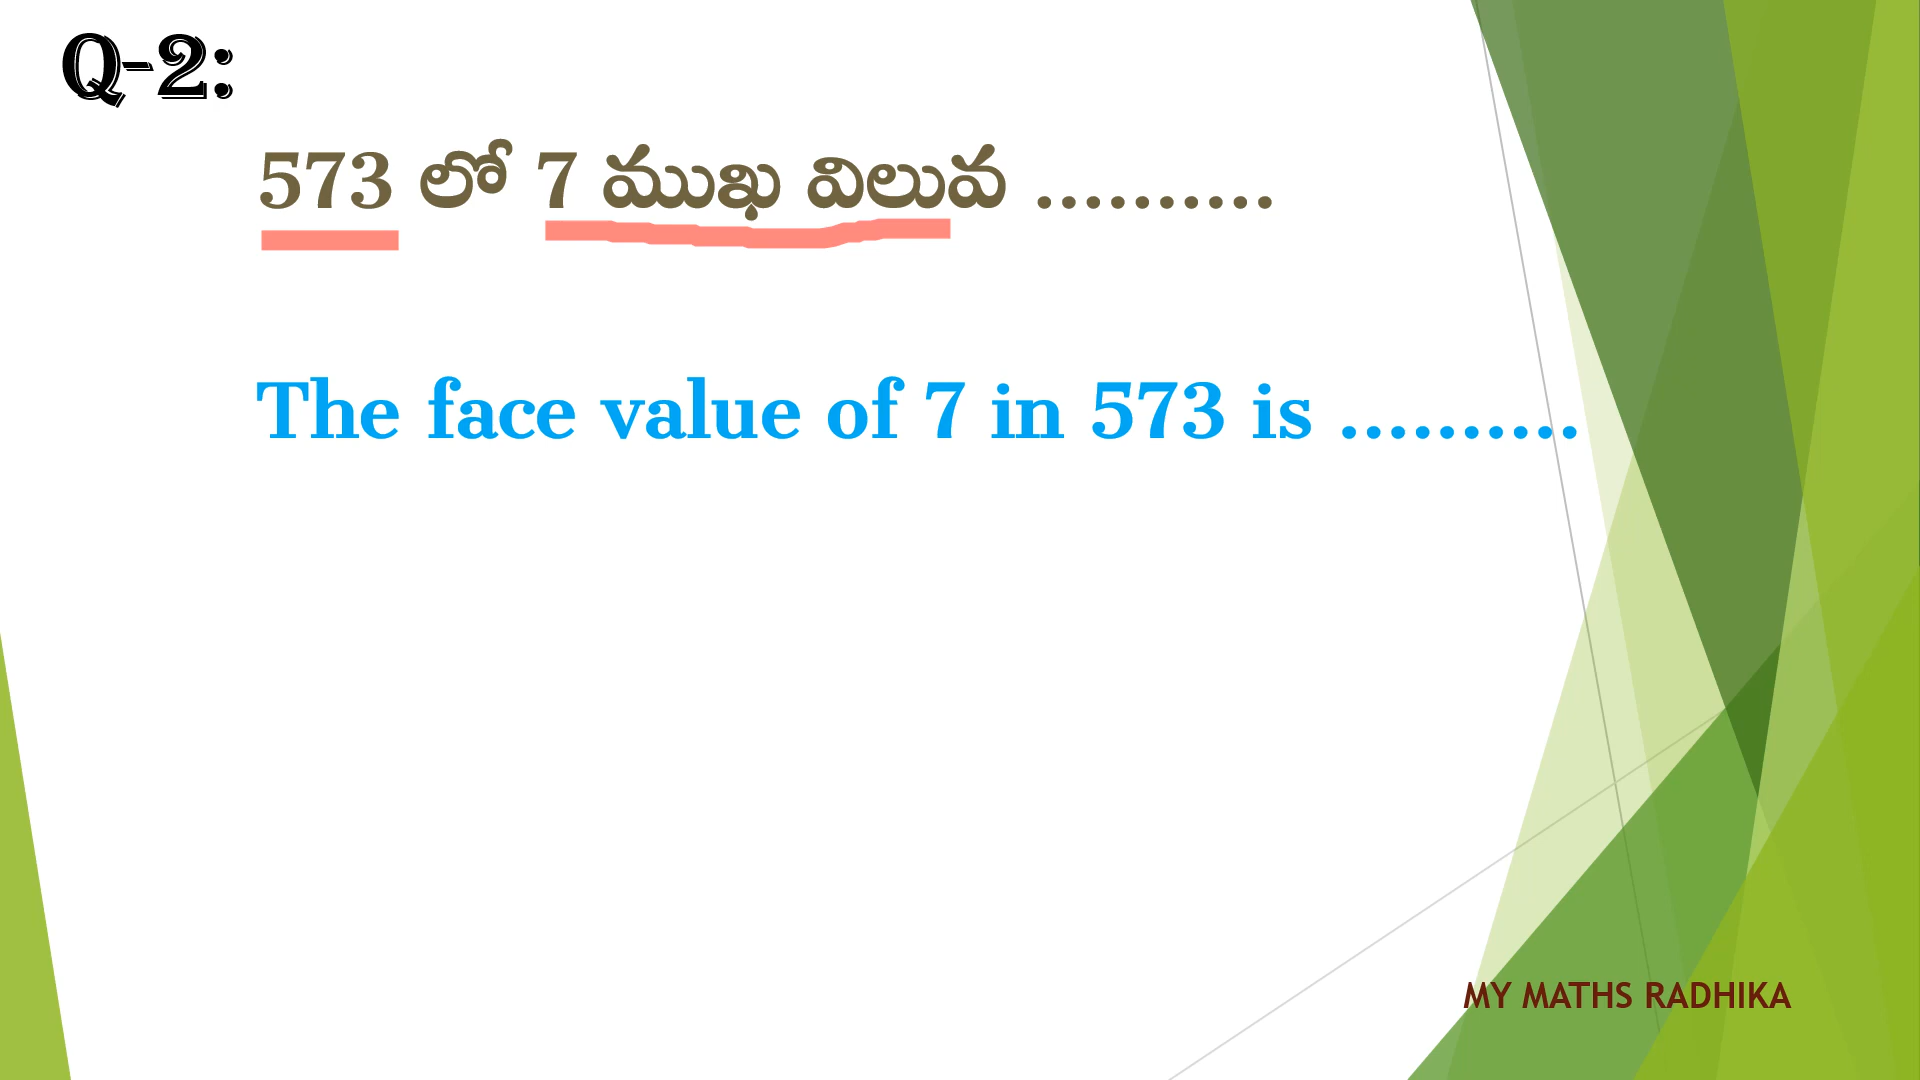 Q-2:
573 లో 7 ముఖ విలువ ..........
The face value of 7 in 573 is ..........
MY MATHS RADHIKA